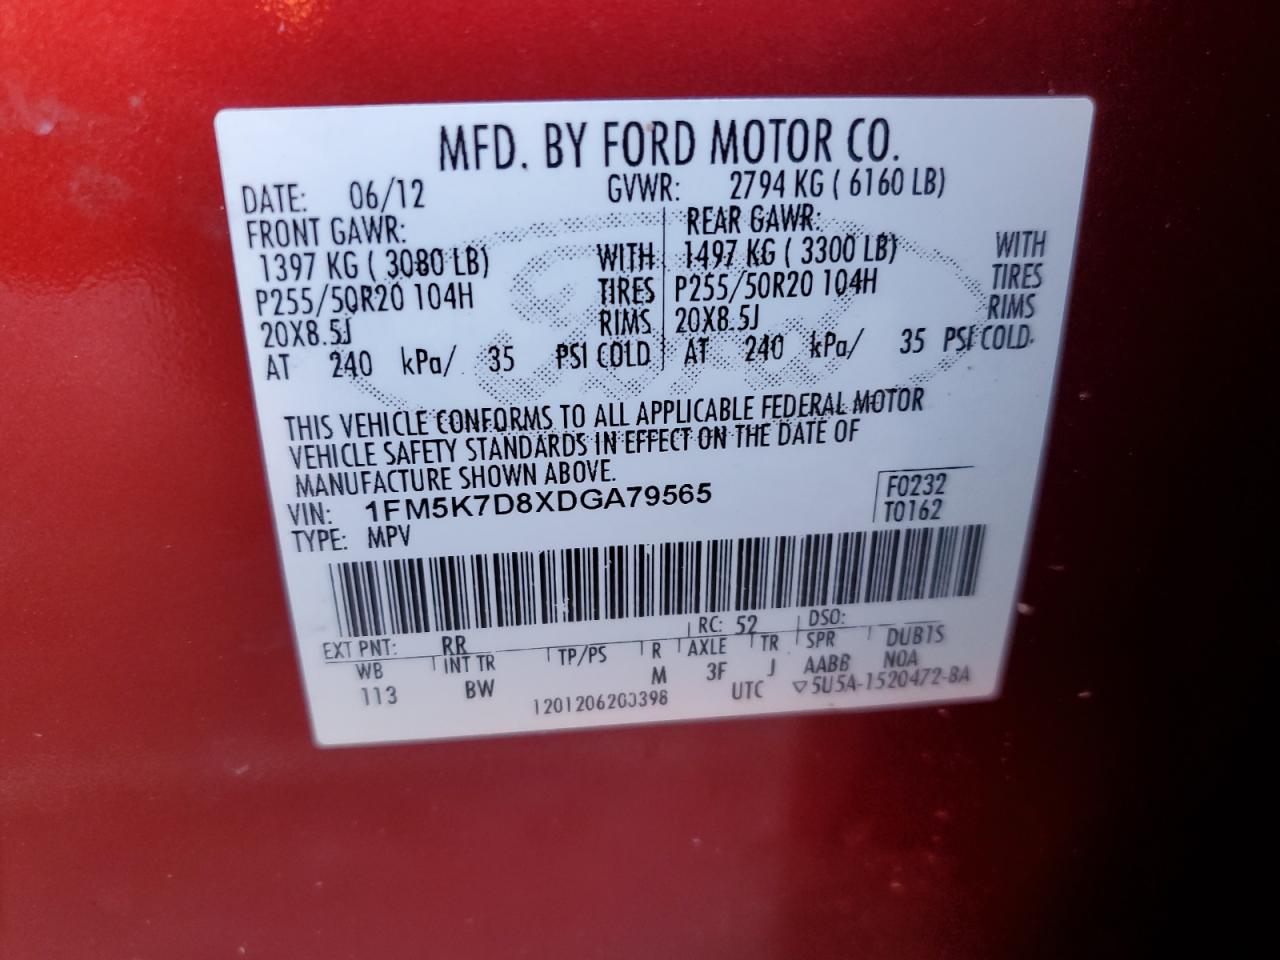 MFD. BY FORD MOTOR CO.
DATE: 06/12 GVWR: 2794 KG ( 6160 LB)
FRONT GAWR: REAR GAWR:
1397 KG ( 3080 LB) WITH 1497 KG ( 3300 LB) WITH
P255/50R20 104H TIRES P255/50R20 104H TIRES
20X8.5J RIMS 20X8.5J RIMS
AT 240 kPa/ 35 PSI COLD AT 240 kPa/ 35 PSI COLD
THIS VEHICLE CONFORMS TO ALL APPLICABLE FEDERAL MOTOR
VEHICLE SAFETY STANDARDS IN EFFECT ON THE DATE OF
MANUFACTURE SHOWN ABOVE.
VIN: 1FM5K7D8XDGA79565 F0232
TYPE: MPV T0162
EXT PNT: RR RC: 52 DSO:
WB INT TR TP/PS R AXLE TR SPR DUB1S
113 BW M 3F J AABB NOA
1201206200398 UTC ▽5U5A-1520472-BA